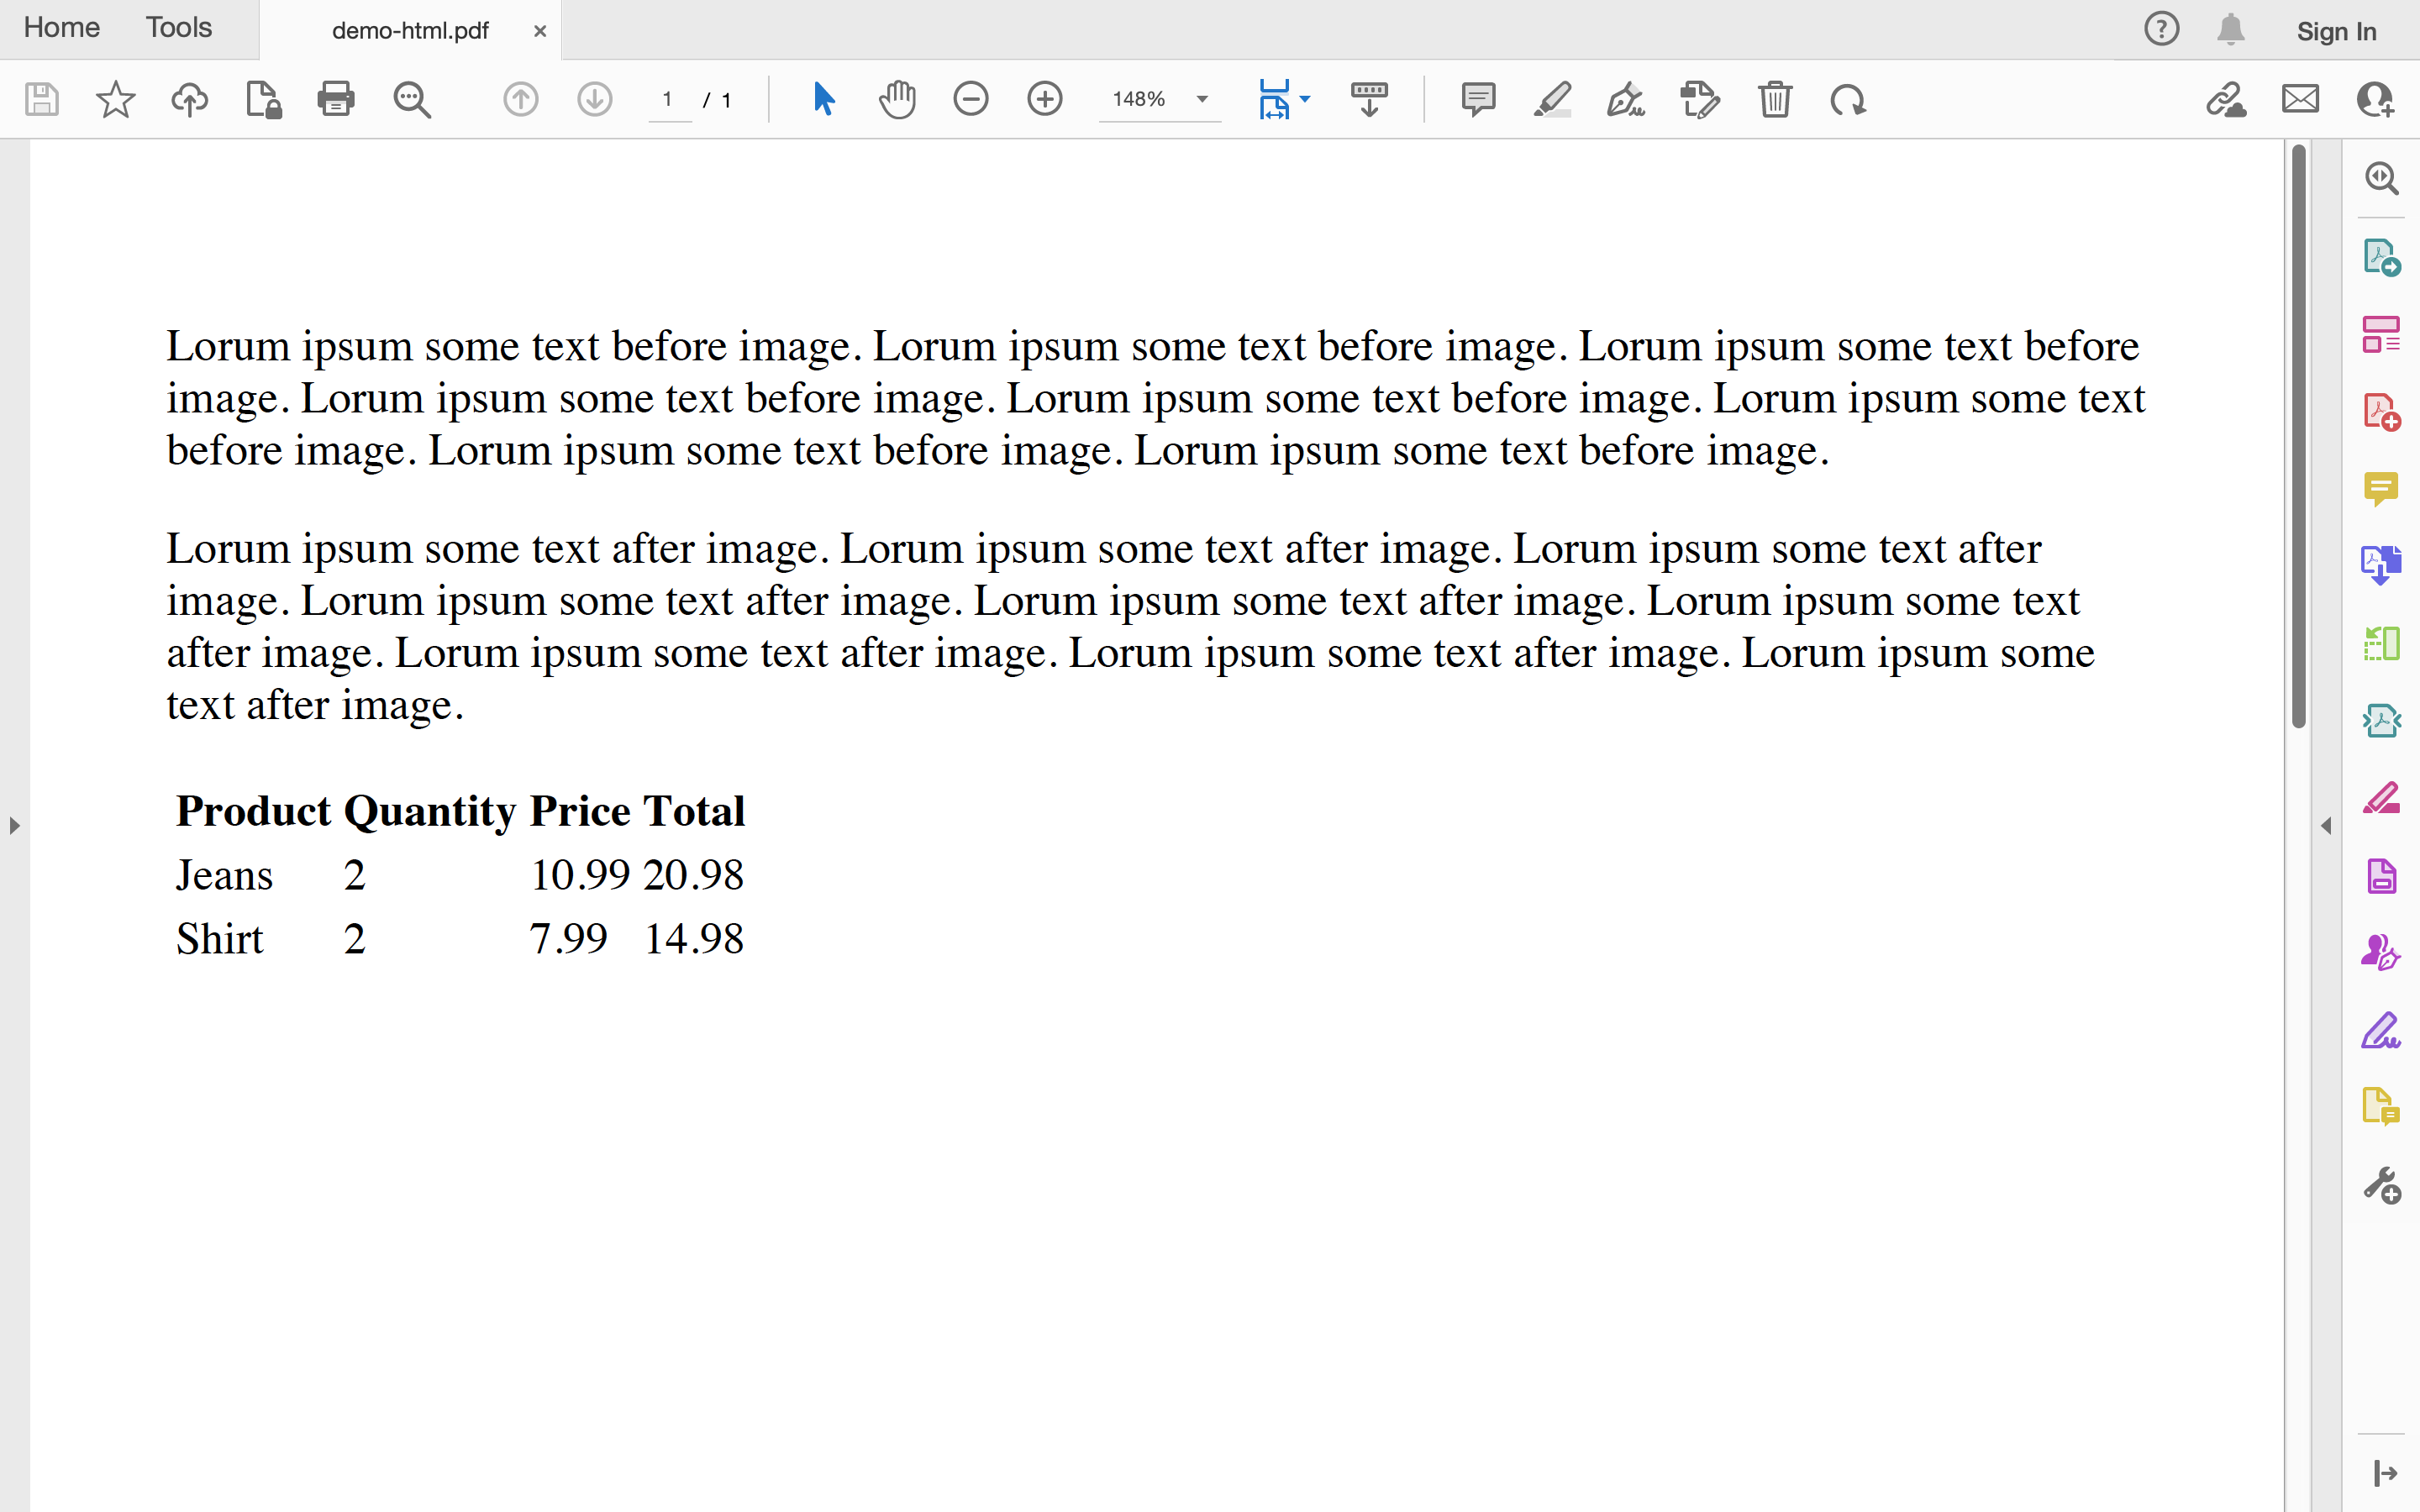 Home Tools demo-html.pdf × ? Sign In
1 / 1 148%
Lorum ipsum some text before image. Lorum ipsum some text before image. Lorum ipsum some text before
image. Lorum ipsum some text before image. Lorum ipsum some text before image. Lorum ipsum some text
before image. Lorum ipsum some text before image. Lorum ipsum some text before image.
Lorum ipsum some text after image. Lorum ipsum some text after image. Lorum ipsum some text after
image. Lorum ipsum some text after image. Lorum ipsum some text after image. Lorum ipsum some text
after image. Lorum ipsum some text after image. Lorum ipsum some text after image. Lorum ipsum some
text after image.
Product Quantity Price Total
Jeans 2 10.99 20.98
Shirt 2 7.99 14.98